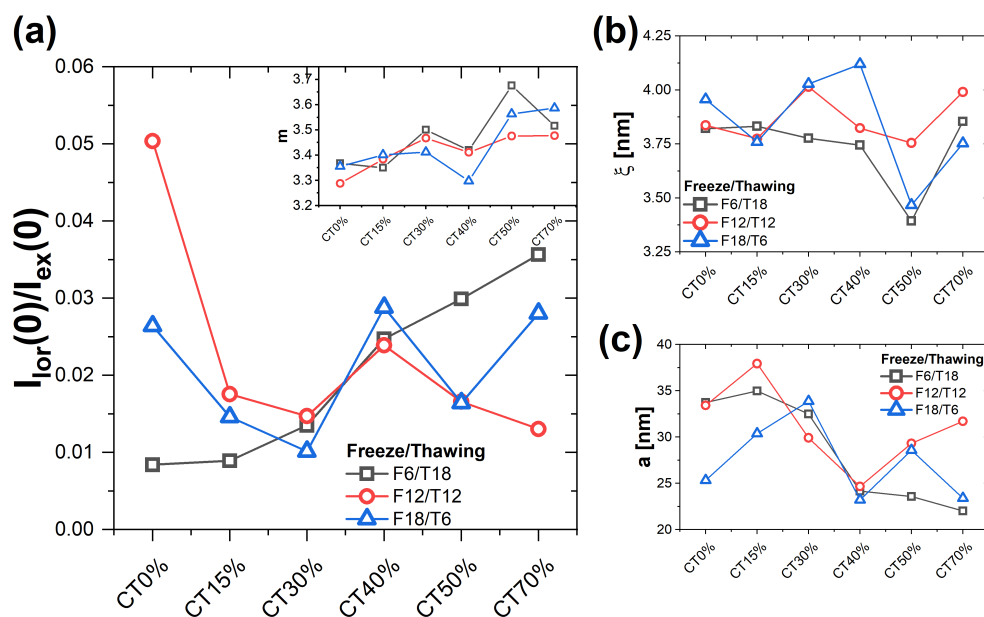 (a)
I_lor(0)/I_ex(0)
0.06
0.05
0.04
0.03
0.02
0.01
0.00
CT0%
CT15%
CT30%
CT40%
CT50%
CT70%
Freeze/Thawing
F6/T18
F12/T12
F18/T6
m
3.7
3.6
3.5
3.4
3.3
3.2
CT0%
CT15%
CT30%
CT40%
CT50%
CT70%
(b)
ξ [nm]
4.25
4.00
3.75
3.50
3.25
Freeze/Thawing
F6/T18
F12/T12
F18/T6
CT0%
CT15%
CT30%
CT40%
CT50%
CT70%
(c)
a [nm]
40
35
30
25
20
Freeze/Thawing
F6/T18
F12/T12
F18/T6
CT0%
CT15%
CT30%
CT40%
CT50%
CT70%